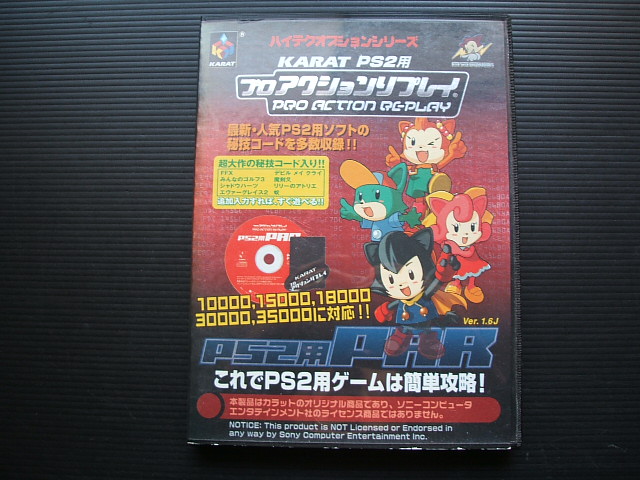 ハイテクオプションシリーズ
KARAT
®
KARAT PS2用
プロアクションリプレイ
PRO ACTION RE-PLAY
最新・人気PS2用ソフトの
秘技コードを多数収録!!
超大作の秘技コード入り!!
FFX デビル メイ クライ
みんなのゴルフ3 鬼武者
シャドウハーツ リリーのアトリエ
エヴァーグレイス2
追加入力すれば、すぐ遊べる!!
PS2用 PAR
KARAT
10000,15000,18000
30000,35000に対応!!
Ver. 1.6J
PS2用 PAR
これでPS2用ゲームは簡単攻略!
本製品はカラットのオリジナル商品であり、ソニーコンピュータ
エンタテインメント社のライセンス商品ではありません。
NOTICE: This product is NOT Licensed or Endorsed in
any way by Sony Computer Entertainment Inc.